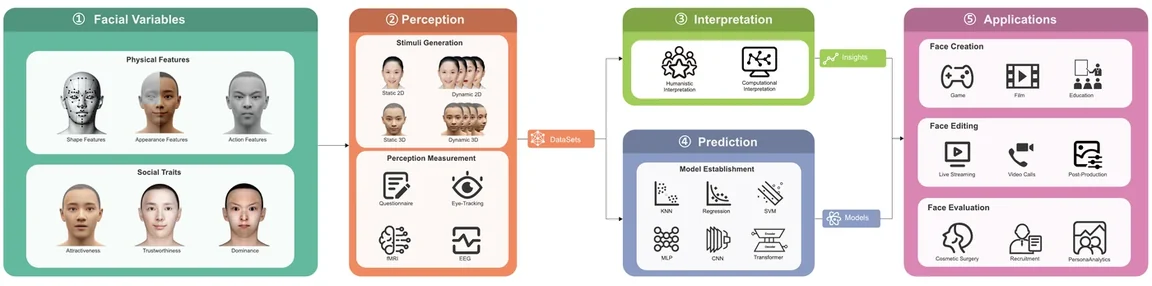 ① Facial Variables
Physical Features
Shape Features
Appearance Features
Action Features
Social Traits
Attractiveness
Trustworthiness
Dominance
② Perception
Stimuli Generation
Static 2D
Dynamic 2D
Static 3D
Dynamic 3D
Perception Measurement
Questionnaire
Eye-Tracking
fMRI
EEG
DataSets
③ Interpretation
Humanistic
Interpretation
Computational
Interpretation
Insights
④ Prediction
Model Establishment
KNN
Regression
SVM
MLP
CNN
Transformer
Models
⑤ Applications
Face Creation
Game
Film
Education
Face Editing
Live Streaming
Video Calls
Post-Production
Face Evaluation
Cosmetic Surgery
Recruitment
PersonaAnalytics